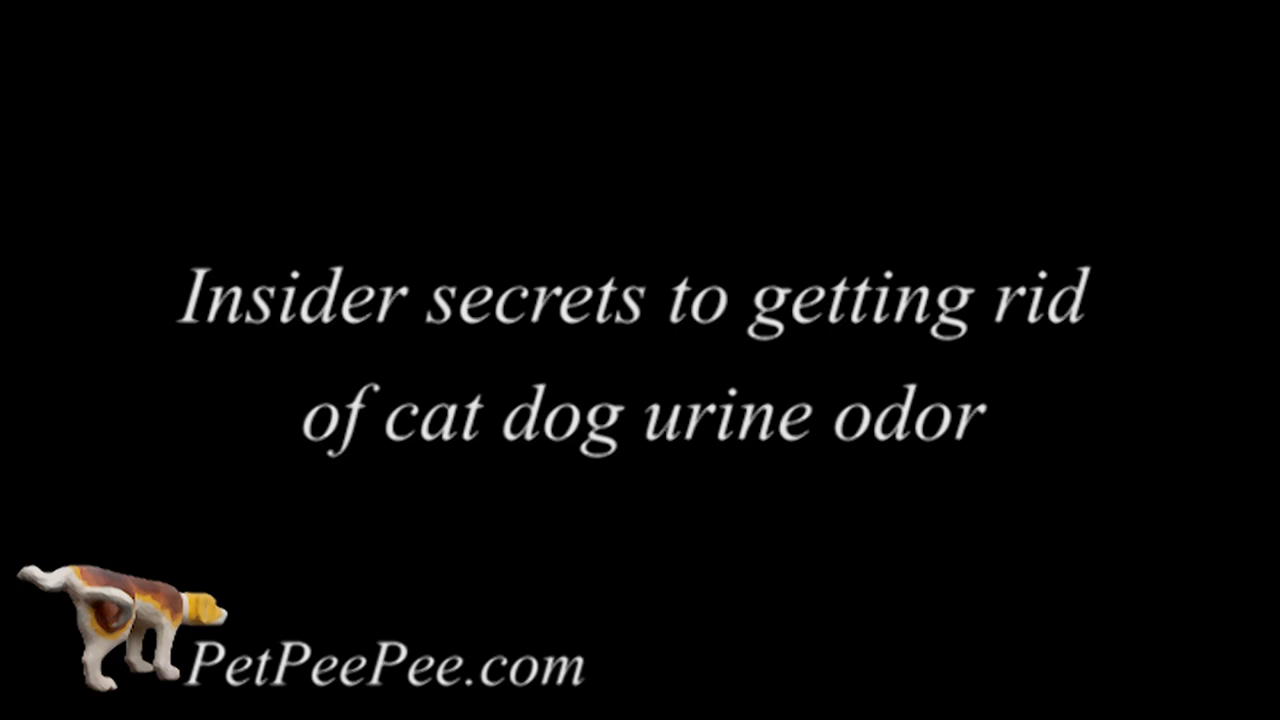 Insider secrets to getting rid
of cat dog urine odor
PetPeePee.com